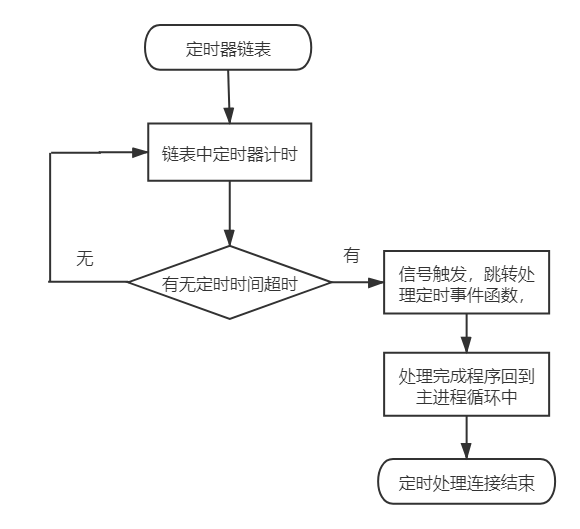 定时器链表
链表中定时器计时
无
有无定时时间超时
有
信号触发，跳转处
理定时事件函数，
处理完成程序回到
主进程循环中
定时处理连接结束